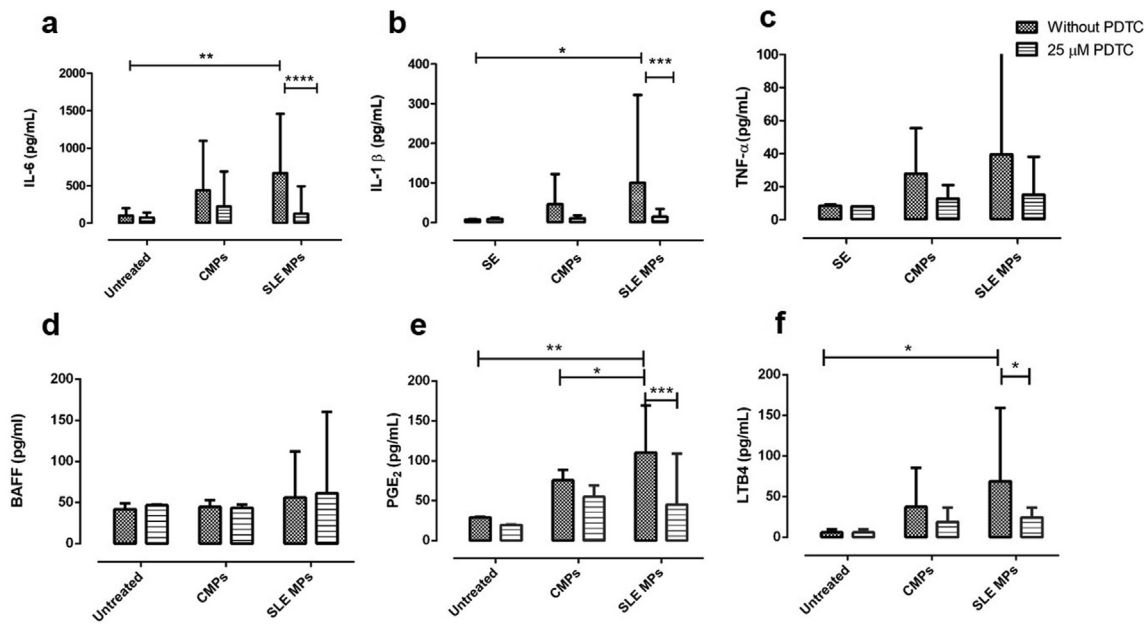 a
IL-6 (pg/mL)
2000
1500
1000
500
0
**
****
Untreated
CMPs
SLE MPs
b
IL-1 β (pg/mL)
400
300
200
100
0
*
***
SE
CMPs
SLE MPs
c
TNF-α (pg/mL)
100
80
60
40
20
0
SE
CMPs
SLE MPs
Without PDTC
25 µM PDTC
d
BAFF (pg/ml)
200
150
100
50
0
Untreated
CMPs
SLE MPs
e
PGE₂ (pg/mL)
200
150
100
50
0
**
*
***
Untreated
CMPs
SLE MPs
f
LTB4 (pg/mL)
200
150
100
50
0
*
*
Untreated
CMPs
SLE MPs